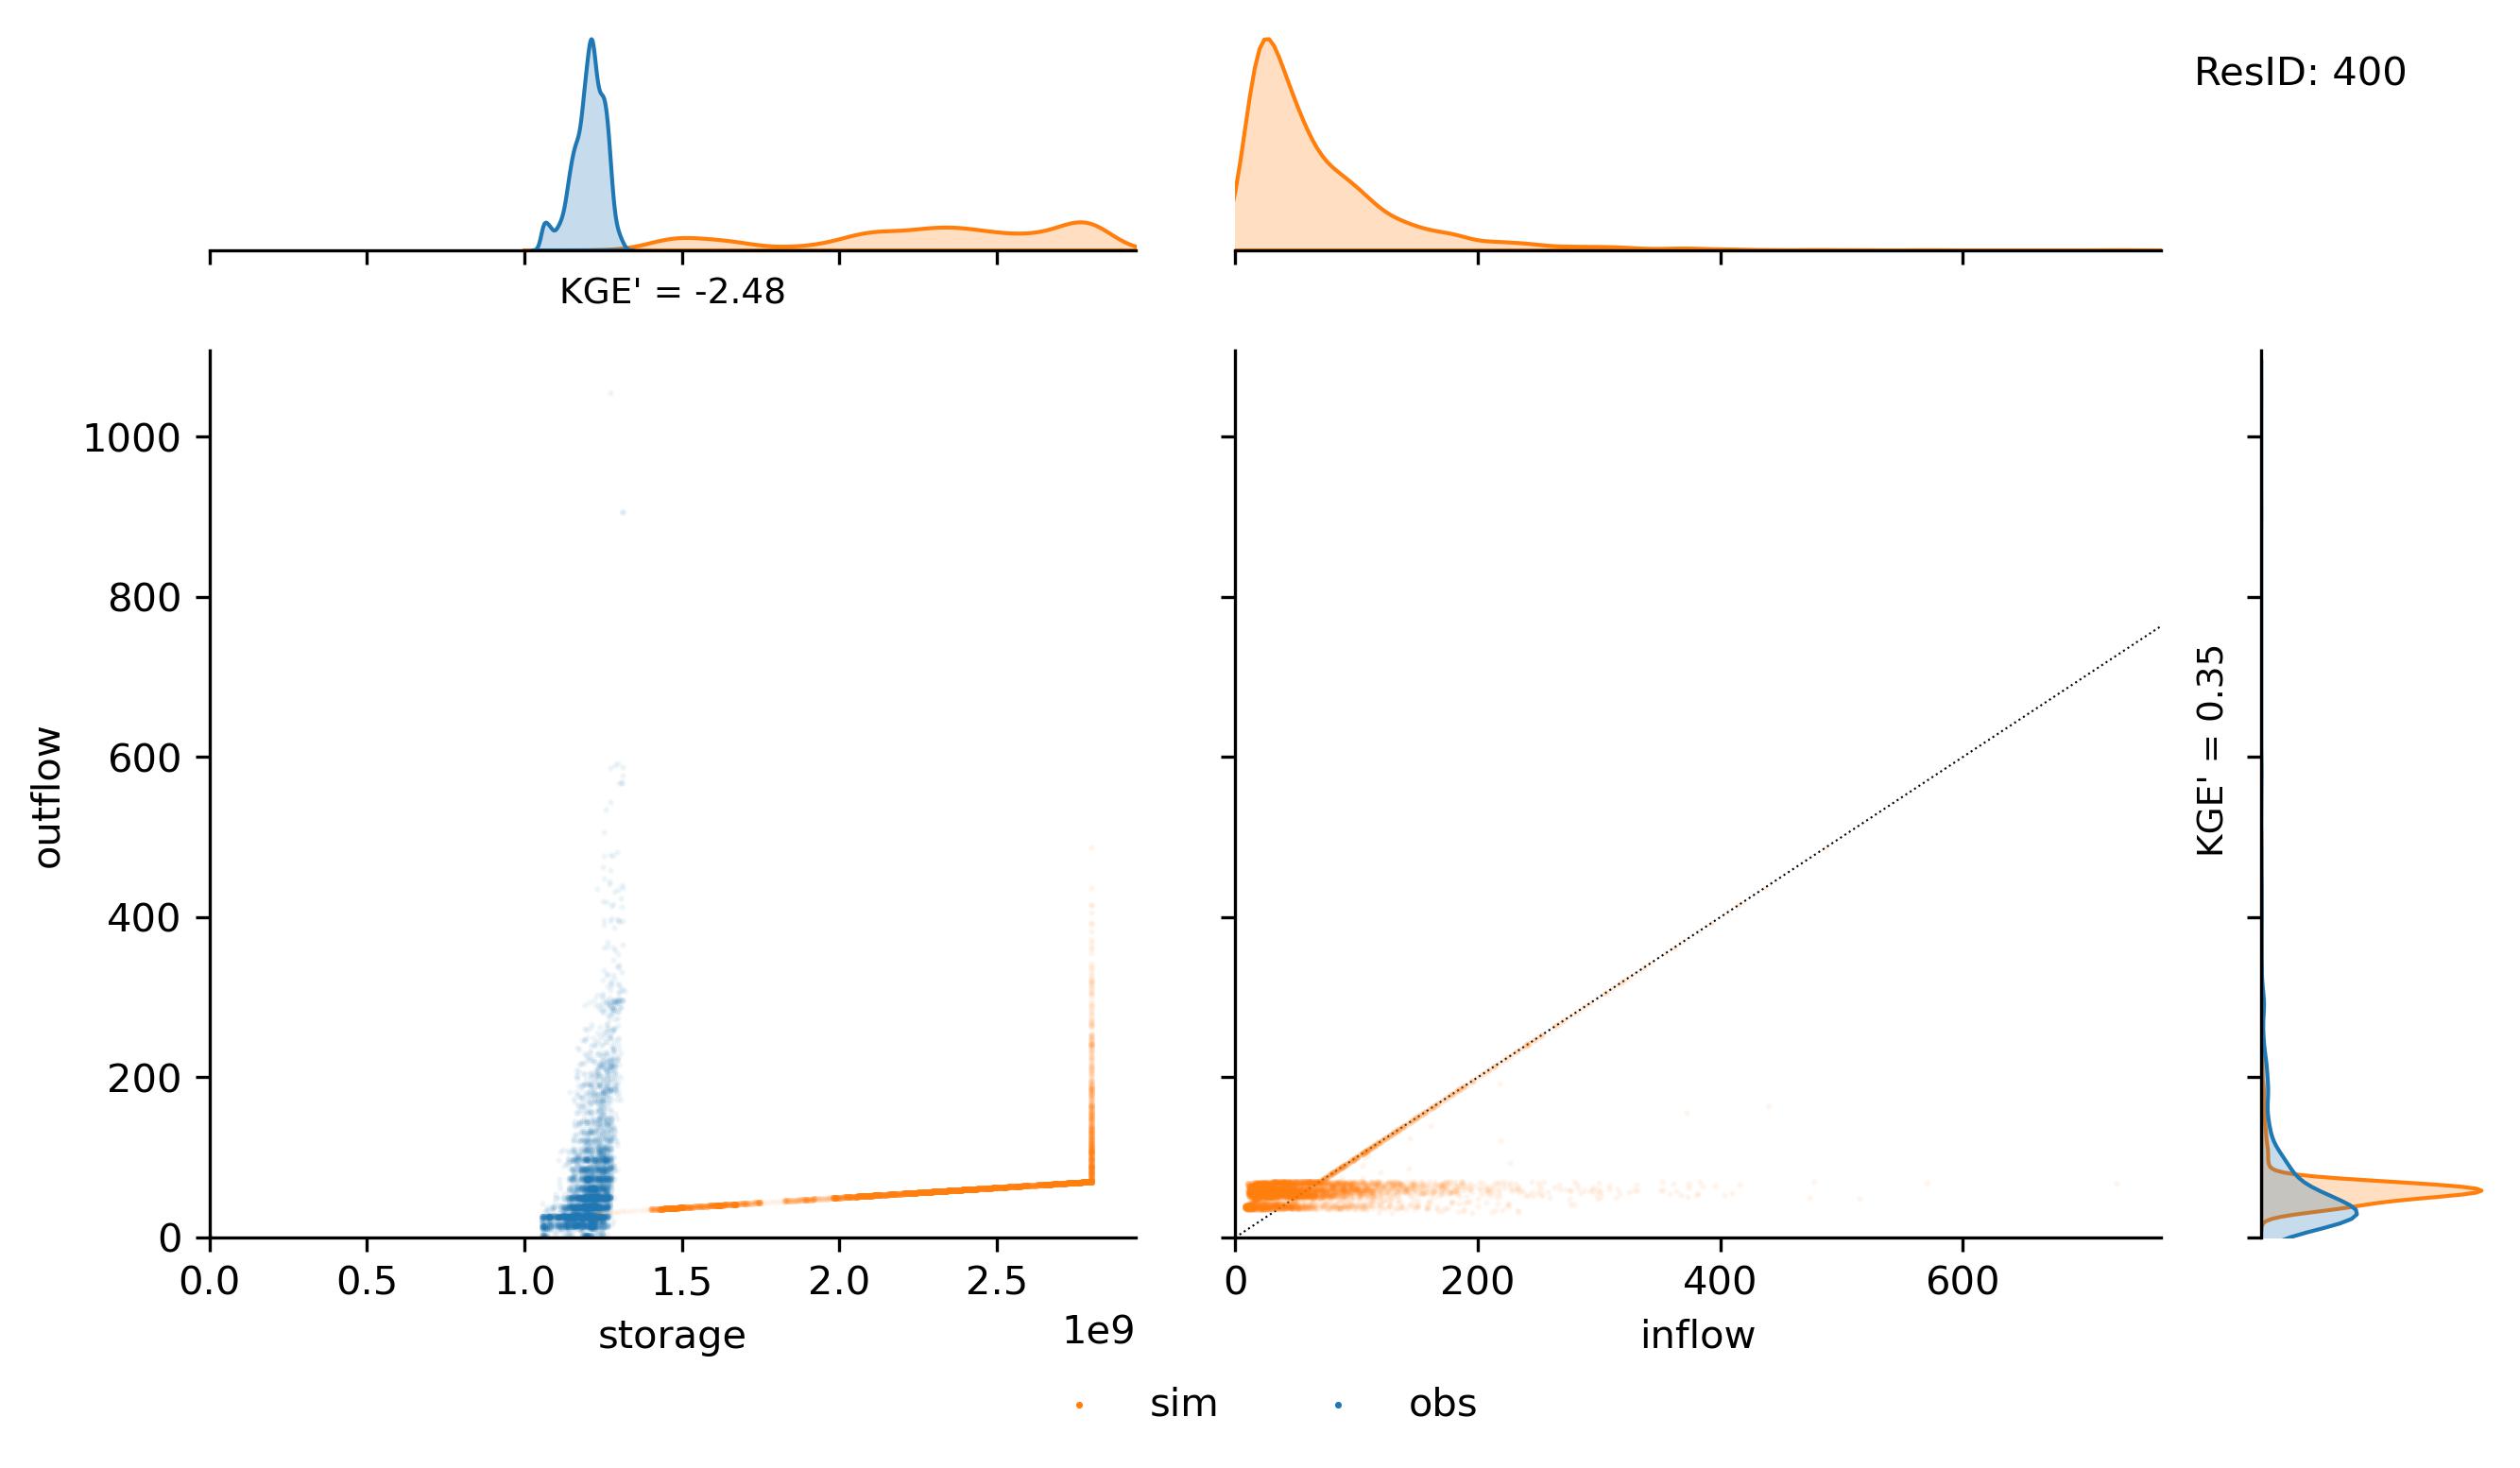 ResID: 400
KGE' = -2.48
1000
800
600
400
200
0
outflow
KGE' = 0.35
0.0 0.5 1.0 1.5 2.0 2.5
1e9
storage
0 200 400 600
inflow
sim obs